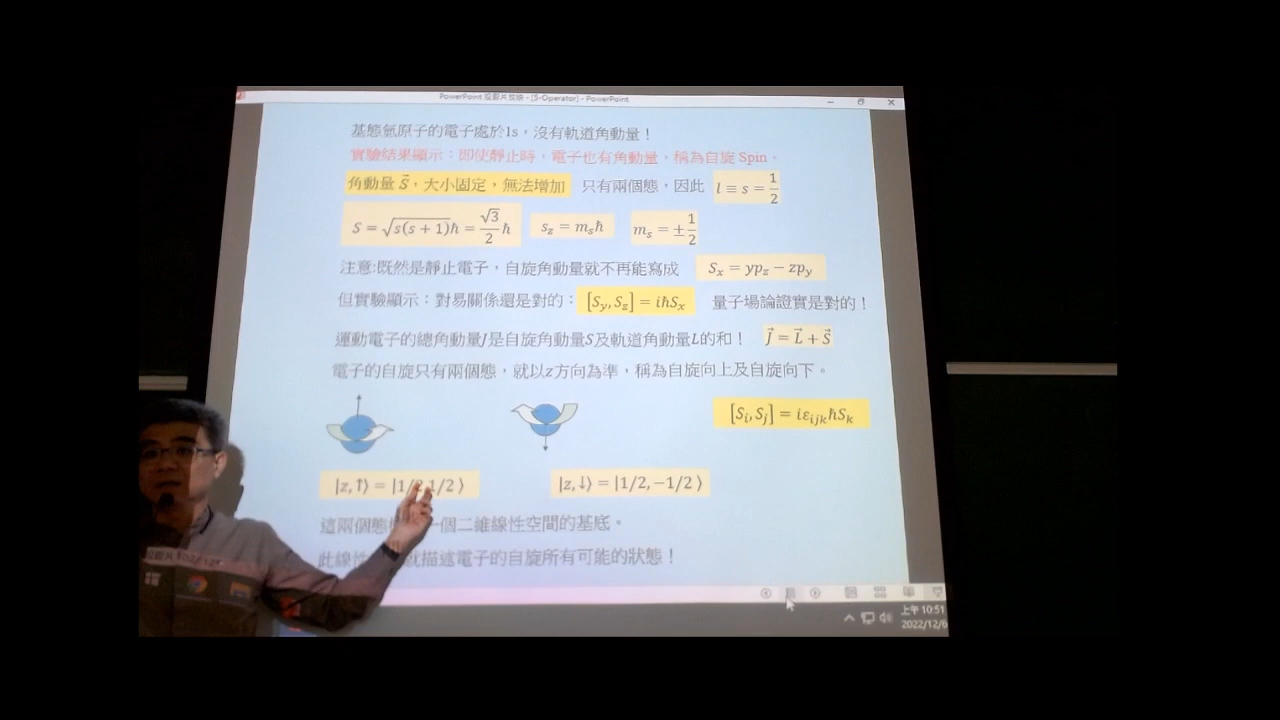 PowerPoint 投影片放映 - [S-Operator] - PowerPoint
基態氫原子的電子處於1s，沒有軌道角動量！
實驗結果顯示：即使靜止時，電子也有角動量，稱為自旋 Spin。
角動量 S⃗，大小固定，無法增加 只有兩個態，因此 l ≡ s = 1/2
S = √(s(s + 1))ℏ = √3/2 ℏ s_z = m_sℏ m_s = ± 1/2
注意:既然是靜止電子，自旋角動量就不再能寫成 S_x = yp_z − zp_y
但實驗顯示：對易關係還是對的： [S_y, S_z] = iℏS_x 量子場論證實是對的！
運動電子的總角動量J是自旋角動量S及軌道角動量L的和！ J⃗ = L⃗ + S⃗
電子的自旋只有兩個態，就以z方向為準，稱為自旋向上及自旋向下。
[S_i, S_j] = iε_ijkℏS_k
|z,↑⟩ = |1/2,1/2 ⟩ |z,↓⟩ = |1/2,−1/2 ⟩
這兩個態 一個二維線性空間的基底。
此線性 就描述電子的自旋所有可能的狀態！
上午 10:51
2022/12/6